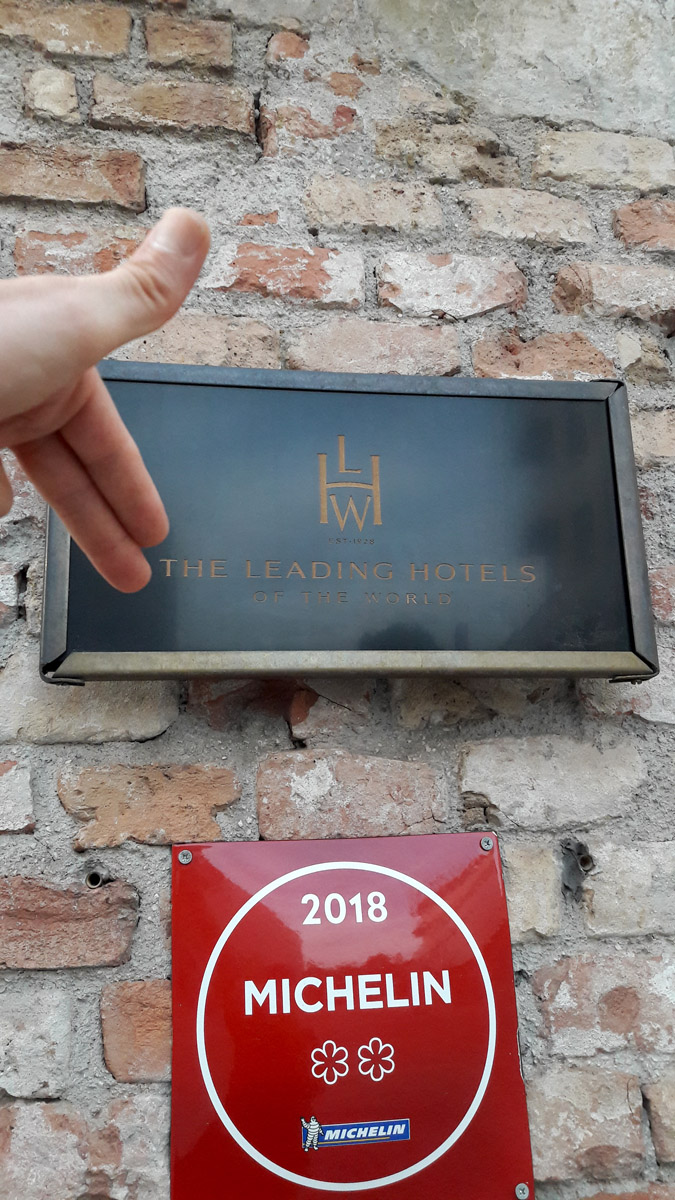 LHW
EST·1928
THE LEADING HOTELS
OF THE WORLD
2018
MICHELIN
MICHELIN